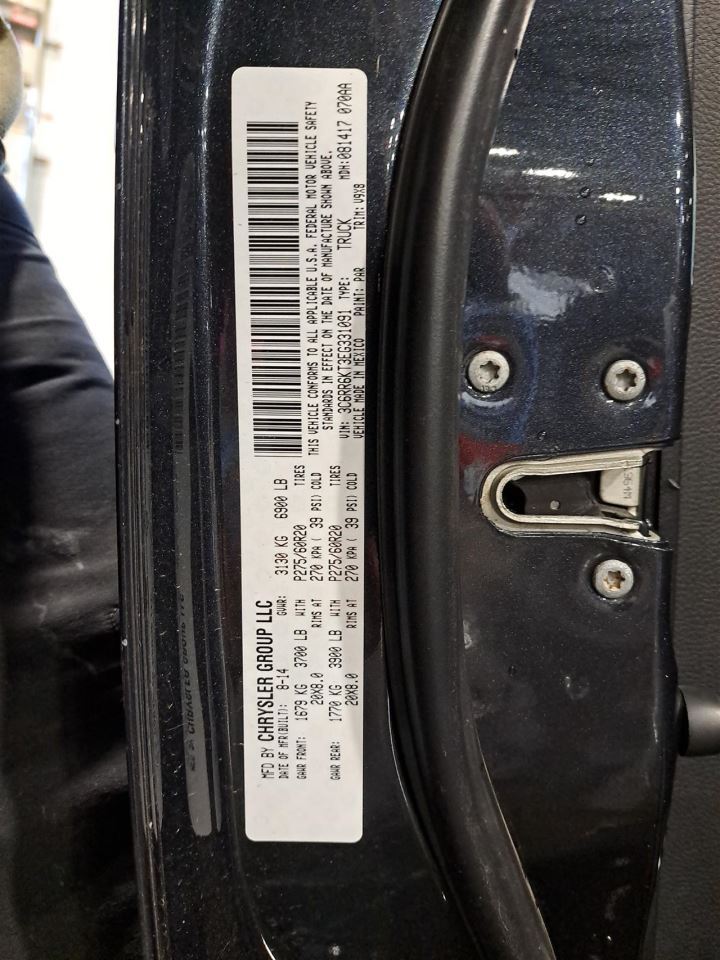 MFD BY CHRYSLER GROUP LLC
DATE OF MFR(BUILT): 8-14 GVWR: 3130 KG 6900 LB
GAWR FRONT: 1679 KG 3700 LB WITH P275/60R20 TIRES
20X8.0 RIMS AT 270 KPA ( 39 PSI) COLD
GAWR REAR: 1770 KG 3900 LB WITH P275/60R20 TIRES
20X8.0 RIMS AT 270 KPA ( 39 PSI) COLD
THIS VEHICLE CONFORMS TO ALL APPLICABLE U.S.A. FEDERAL MOTOR VEHICLE SAFETY
STANDARDS IN EFFECT ON THE DATE OF MANUFACTURE SHOWN ABOVE.
VIN: 3C6RR6KT3EG331091 TYPE: TRUCK MDH:081417 070AA
VEHICLE MADE IN MEXICO PAINT: PAR TRIM: V9X8